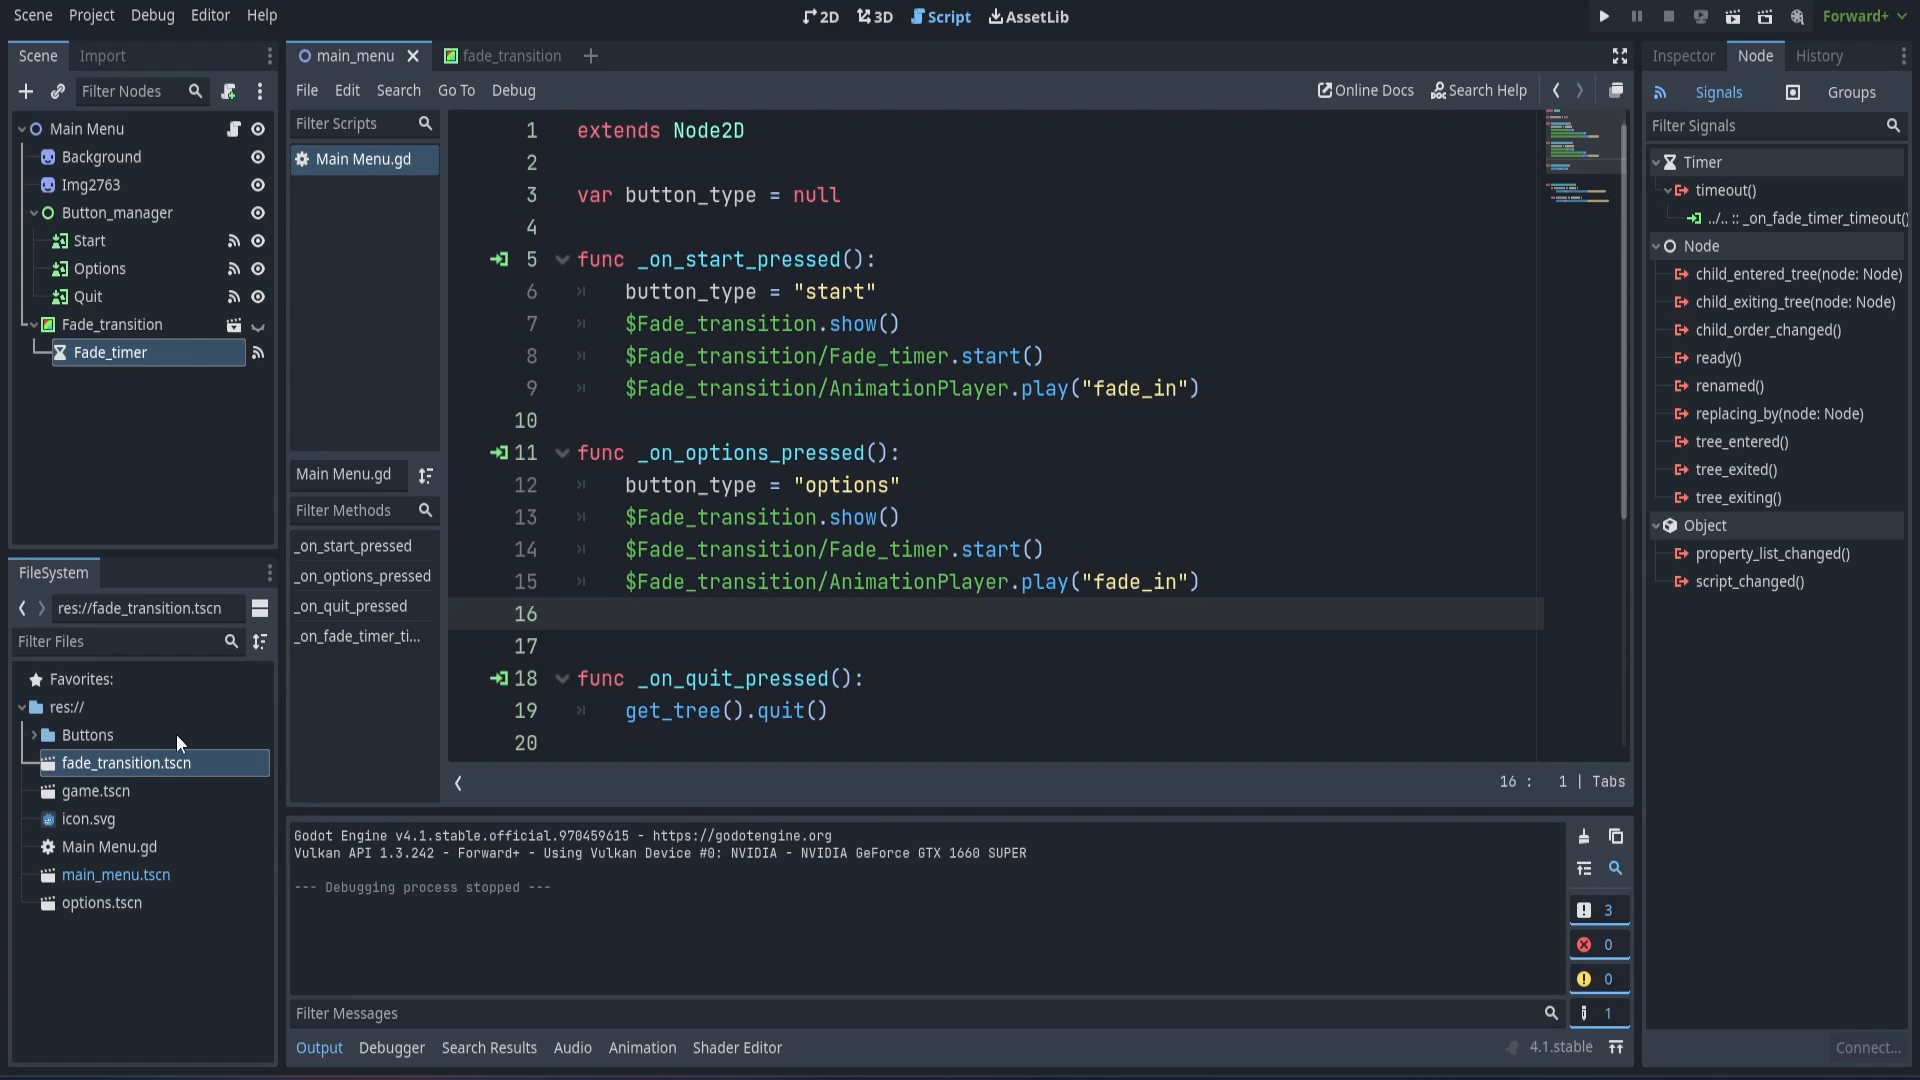 Scene Project Debug Editor Help
2D 3D Script AssetLib
Forward+
Scene Import
Filter Nodes
Main Menu
Background
Img2763
Button_manager
Start
Options
Quit
Fade_transition
Fade_timer
FileSystem
res://fade_transition.tscn
Filter Files
Favorites:
res://
Buttons
fade_transition.tscn
game.tscn
icon.svg
Main Menu.gd
main_menu.tscn
options.tscn
main_menu fade_transition
File Edit Search Go To Debug
Online Docs Search Help
Filter Scripts
Main Menu.gd
Main Menu.gd
Filter Methods
_on_start_pressed
_on_options_pressed
_on_quit_pressed
_on_fade_timer_ti...
1 extends Node2D
2
3 var button_type = null
4
5 func _on_start_pressed():
6 button_type = "start"
7 $Fade_transition.show()
8 $Fade_transition/Fade_timer.start()
9 $Fade_transition/AnimationPlayer.play("fade_in")
10
11 func _on_options_pressed():
12 button_type = "options"
13 $Fade_transition.show()
14 $Fade_transition/Fade_timer.start()
15 $Fade_transition/AnimationPlayer.play("fade_in")
16
17
18 func _on_quit_pressed():
19 get_tree().quit()
20
16 : 1 | Tabs
Godot Engine v4.1.stable.official.970459615 - https://godotengine.org
Vulkan API 1.3.242 - Forward+ - Using Vulkan Device #0: NVIDIA - NVIDIA GeForce GTX 1660 SUPER
--- Debugging process stopped ---
3
0
0
1
Filter Messages
Output Debugger Search Results Audio Animation Shader Editor
4.1.stable
Inspector Node History
Signals Groups
Filter Signals
Timer
timeout()
../.. :: _on_fade_timer_timeout()
Node
child_entered_tree(node: Node)
child_exiting_tree(node: Node)
child_order_changed()
ready()
renamed()
replacing_by(node: Node)
tree_entered()
tree_exited()
tree_exiting()
Object
property_list_changed()
script_changed()
Connect...